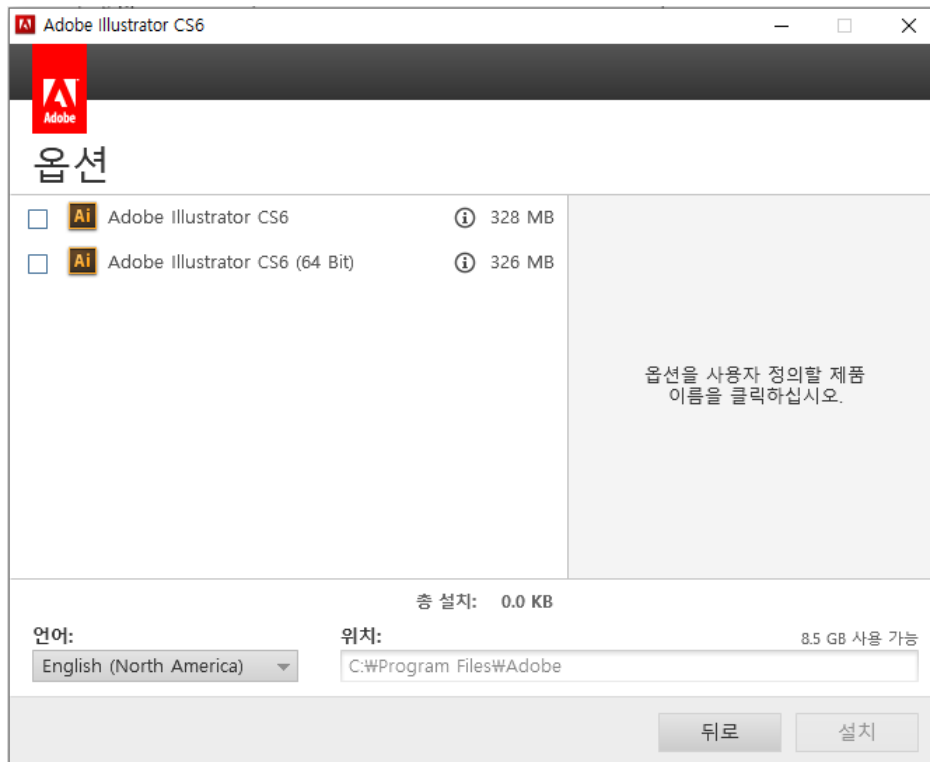 Adobe Illustrator CS6
Adobe
옵션
Ai Adobe Illustrator CS6 328 MB
Ai Adobe Illustrator CS6 (64 Bit) 326 MB
옵션을 사용자 정의할 제품
이름을 클릭하십시오.
총 설치: 0.0 KB
언어: 위치: 8.5 GB 사용 가능
English (North America) C:₩Program Files₩Adobe
뒤로 설치